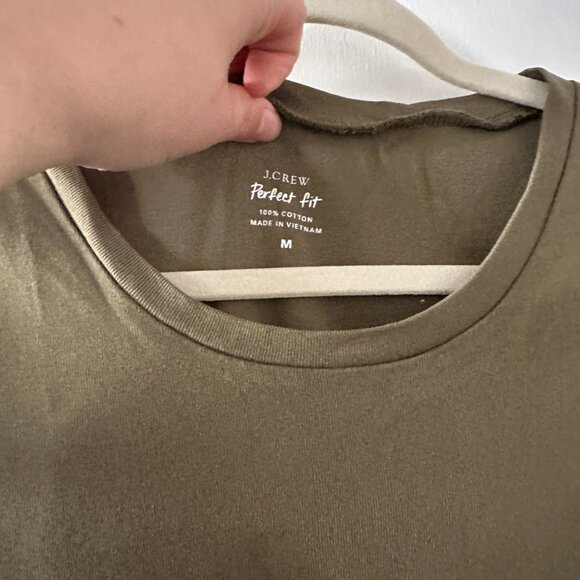 J.CREW
Perfect fit
100% COTTON
MADE IN VIETNAM
M